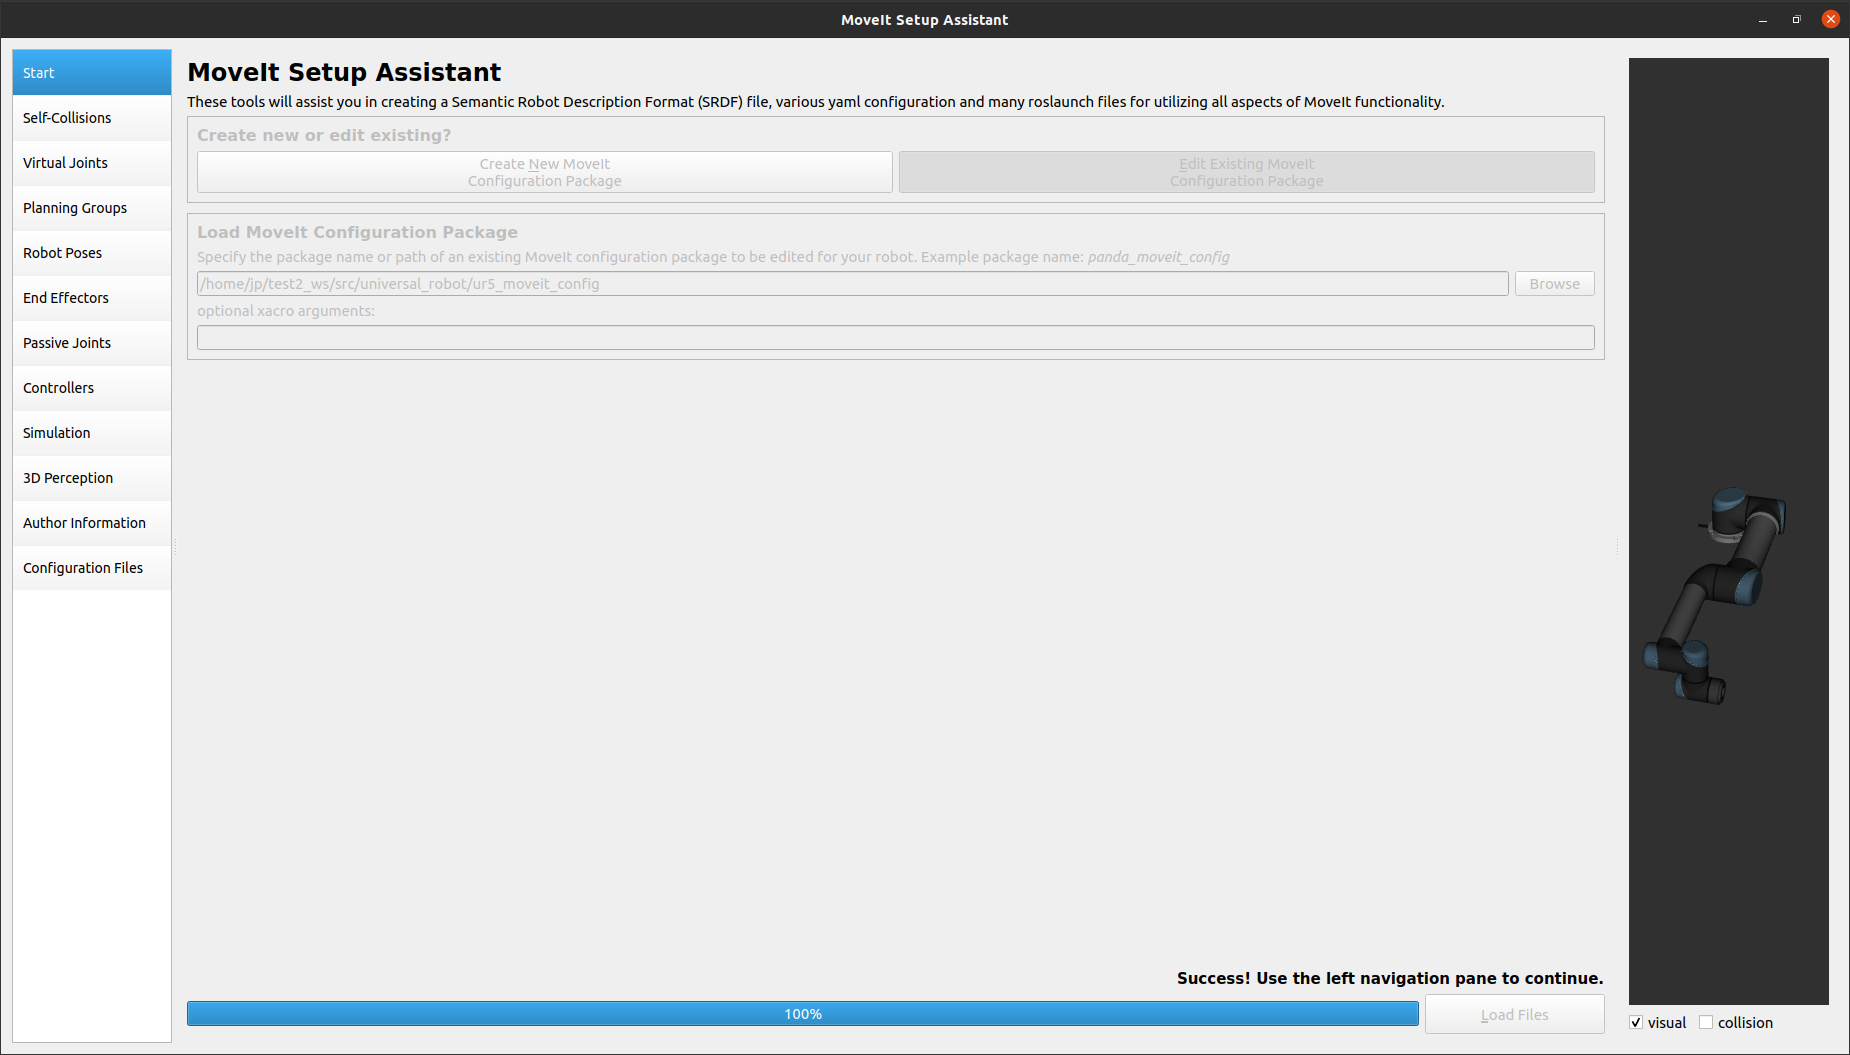 MoveIt Setup Assistant
Start
Self-Collisions
Virtual Joints
Planning Groups
Robot Poses
End Effectors
Passive Joints
Controllers
Simulation
3D Perception
Author Information
Configuration Files
MoveIt Setup Assistant
These tools will assist you in creating a Semantic Robot Description Format (SRDF) file, various yaml configuration and many roslaunch files for utilizing all aspects of MoveIt functionality.
Create new or edit existing?
Create New MoveIt
Configuration Package
Edit Existing MoveIt
Configuration Package
Load MoveIt Configuration Package
Specify the package name or path of an existing MoveIt configuration package to be edited for your robot. Example package name: panda_moveit_config
/home/jp/test2_ws/src/universal_robot/ur5_moveit_config
Browse
optional xacro arguments:
Success! Use the left navigation pane to continue.
100%
Load Files
visual
collision